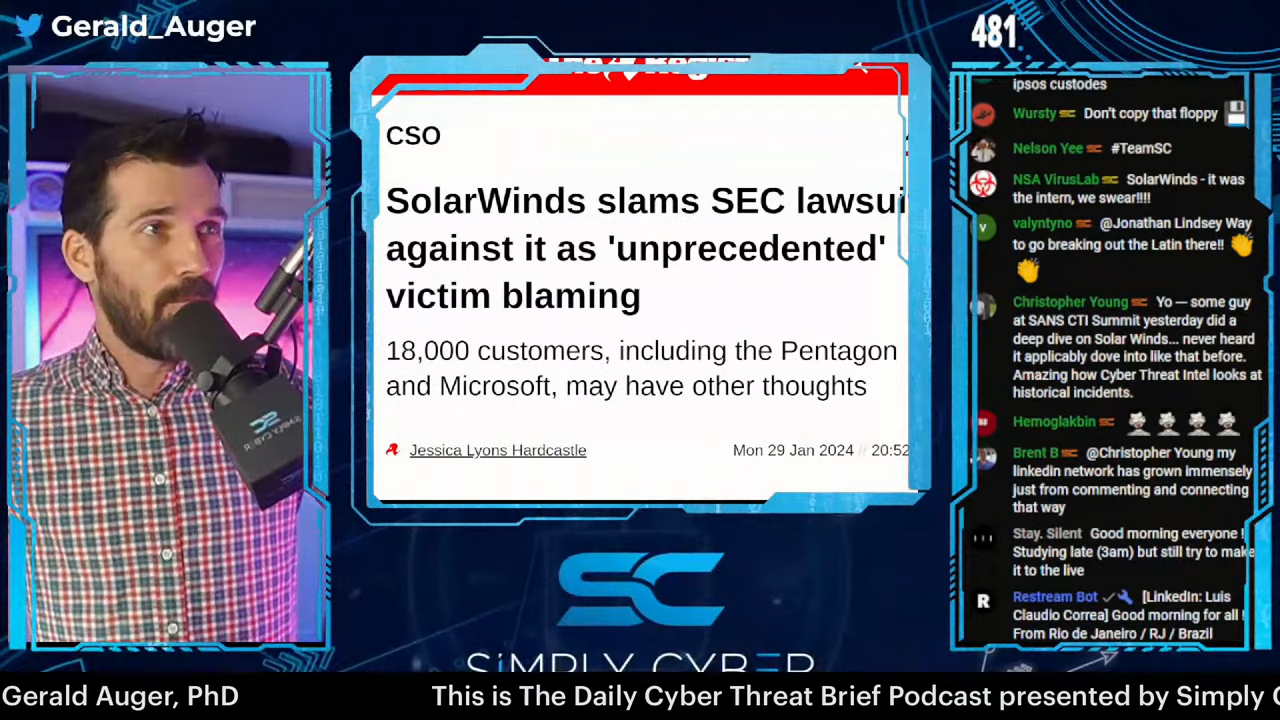 Gerald_Auger
481
The Register
CSO
SolarWinds slams SEC lawsui
against it as 'unprecedented'
victim blaming
18,000 customers, including the Pentagon
and Microsoft, may have other thoughts
Jessica Lyons Hardcastle
Mon 29 Jan 2024 // 20:52
SC
SIMPLY CYBER
SC
SIMPLY CYBER
ipsos custodes
Wursty Don't copy that floppy
Nelson Yee #TeamSC
NSA VirusLab SolarWinds - it was
the intern, we swear!!!!
valyntyno @Jonathan Lindsey Way
to go breaking out the Latin there!!
Christopher Young Yo — some guy
at SANS CTI Summit yesterday did a
deep dive on Solar Winds... never heard
it applicably dove into like that before.
Amazing how Cyber Threat Intel looks at
historical incidents.
Hemoglakbin
Brent B @Christopher Young my
linkedin network has grown immensely
just from commenting and connecting
that way
Stay. Silent Good morning everyone !
Studying late (3am) but still try to make
it to the live
R
Restream Bot [LinkedIn: Luis
Claudio Correa] Good morning for all !
From Rio de Janeiro / RJ / Brazil
Gerald Auger, PhD
This is The Daily Cyber Threat Brief Podcast presented by Simply C